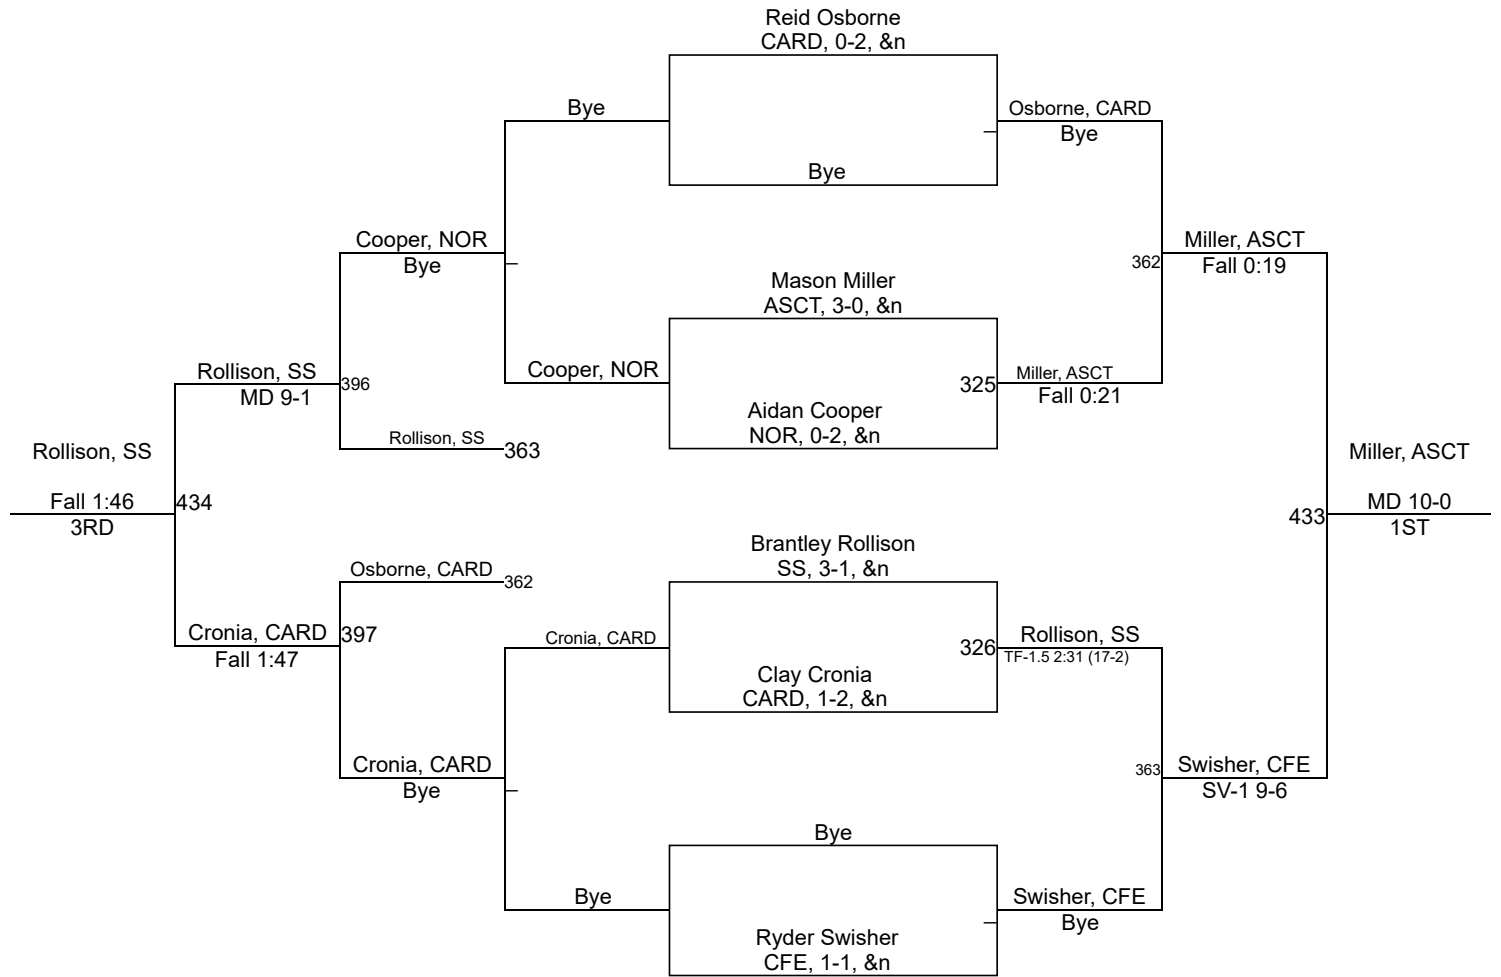 Reid Osborne
CARD, 0-2, &n
Bye
Osborne, CARD
Bye
Bye
Cooper, NOR
Bye
Miller, ASCT
362
Fall 0:19
Mason Miller
ASCT, 3-0, &n
Rollison, SS
396
MD 9-1
Cooper, NOR
325
Miller, ASCT
Fall 0:21
Aidan Cooper
NOR, 0-2, &n
Rollison, SS
363
Rollison, SS
Fall 1:46
434
3RD
Miller, ASCT
433
MD 10-0
1ST
Brantley Rollison
SS, 3-1, &n
Osborne, CARD
362
Cronia, CARD
397
Fall 1:47
Cronia, CARD
326
Rollison, SS
TF-1.5 2:31 (17-2)
Clay Cronia
CARD, 1-2, &n
Cronia, CARD
Bye
363
Swisher, CFE
SV-1 9-6
Bye
Bye
Swisher, CFE
Bye
Ryder Swisher
CFE, 1-1, &n